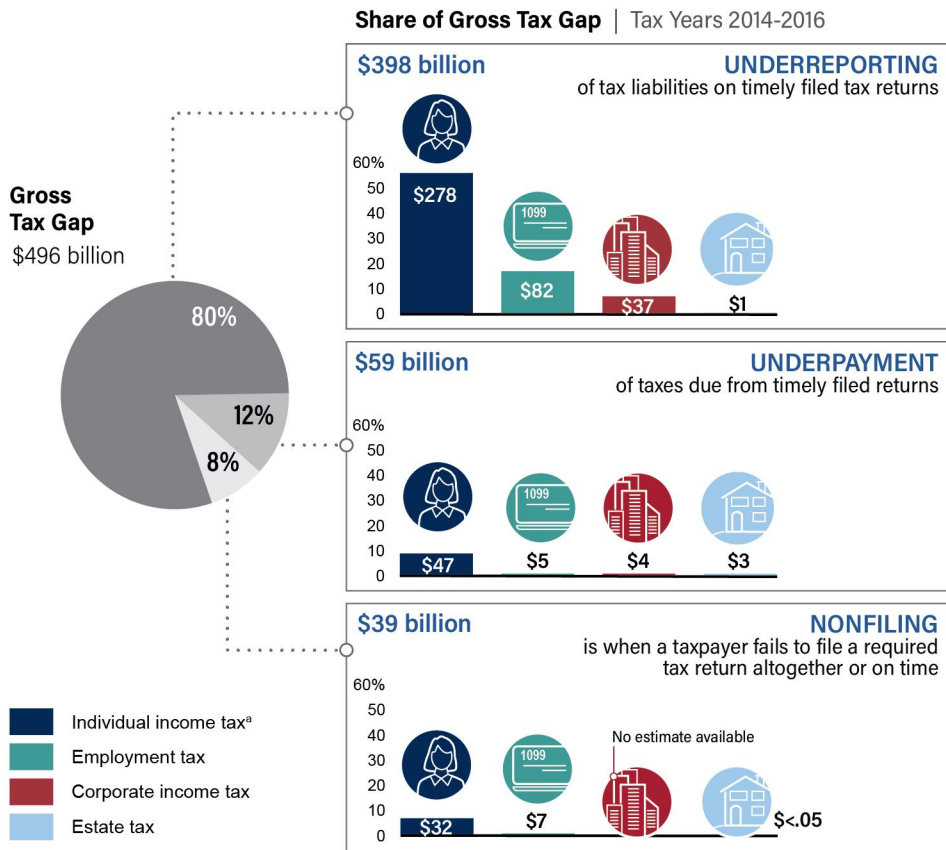 Share of Gross Tax Gap | Tax Years 2014-2016
Gross
Tax Gap
$496 billion
80%
12%
8%
$398 billion
UNDERREPORTING
of tax liabilities on timely filed tax returns
60%
50
40
30
20
10
0
$278
1099
$82
$37
$1
$59 billion
UNDERPAYMENT
of taxes due from timely filed returns
60%
50
40
30
20
10
0
$47
1099
$5
$4
$3
$39 billion
NONFILING
is when a taxpayer fails to file a required
tax return altogether or on time
60%
50
40
30
20
10
0
$32
1099
$7
No estimate available
$<.05
Individual income taxᵃ
Employment tax
Corporate income tax
Estate tax